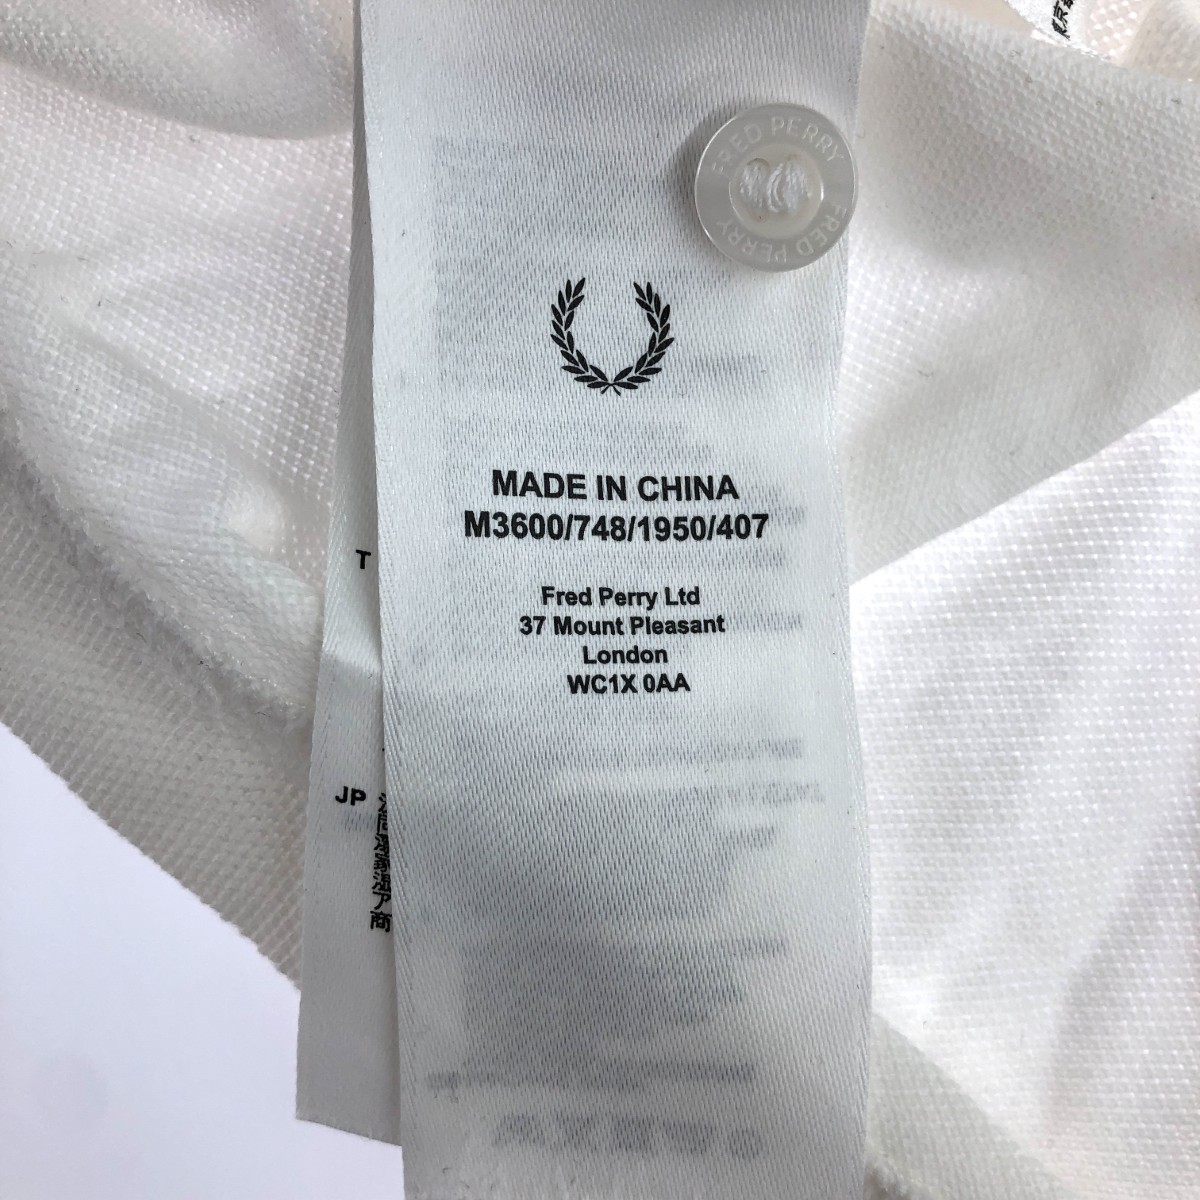 FRED PERRY
FRED PERRY
MADE IN CHINA
M3600/748/1950/407
Fred Perry Ltd
37 Mount Pleasant
London
WC1X 0AA
T
JP
商